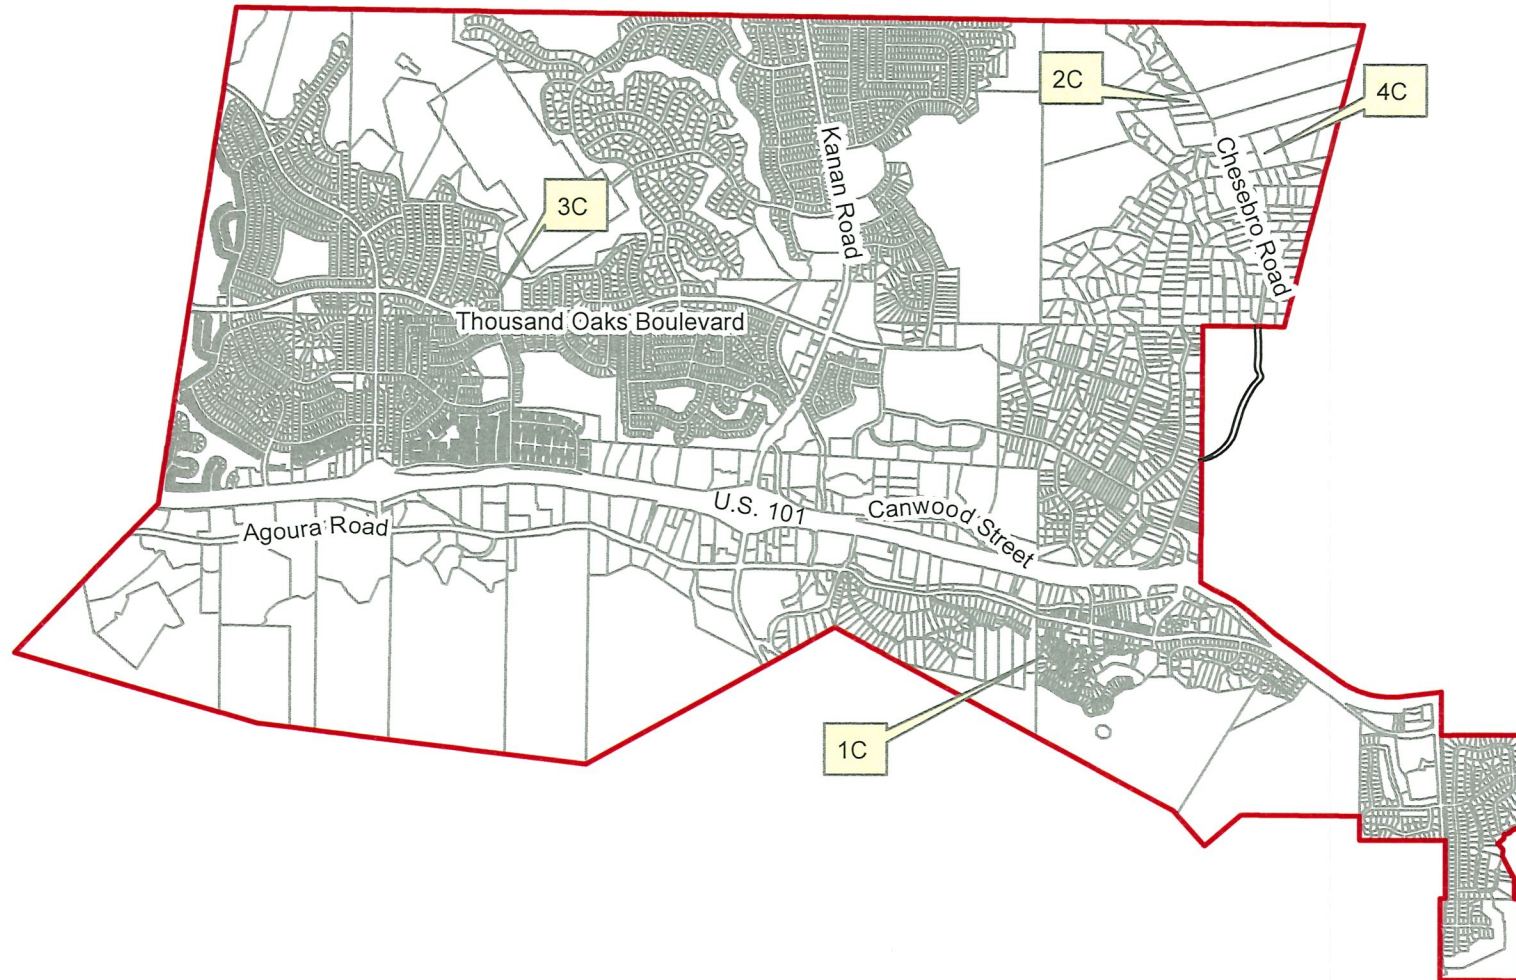 2C
4C
Kanan Road
Chesebro Road
3C
Thousand Oaks Boulevard
U.S. 101
Canwood Street
Agoura Road
1C